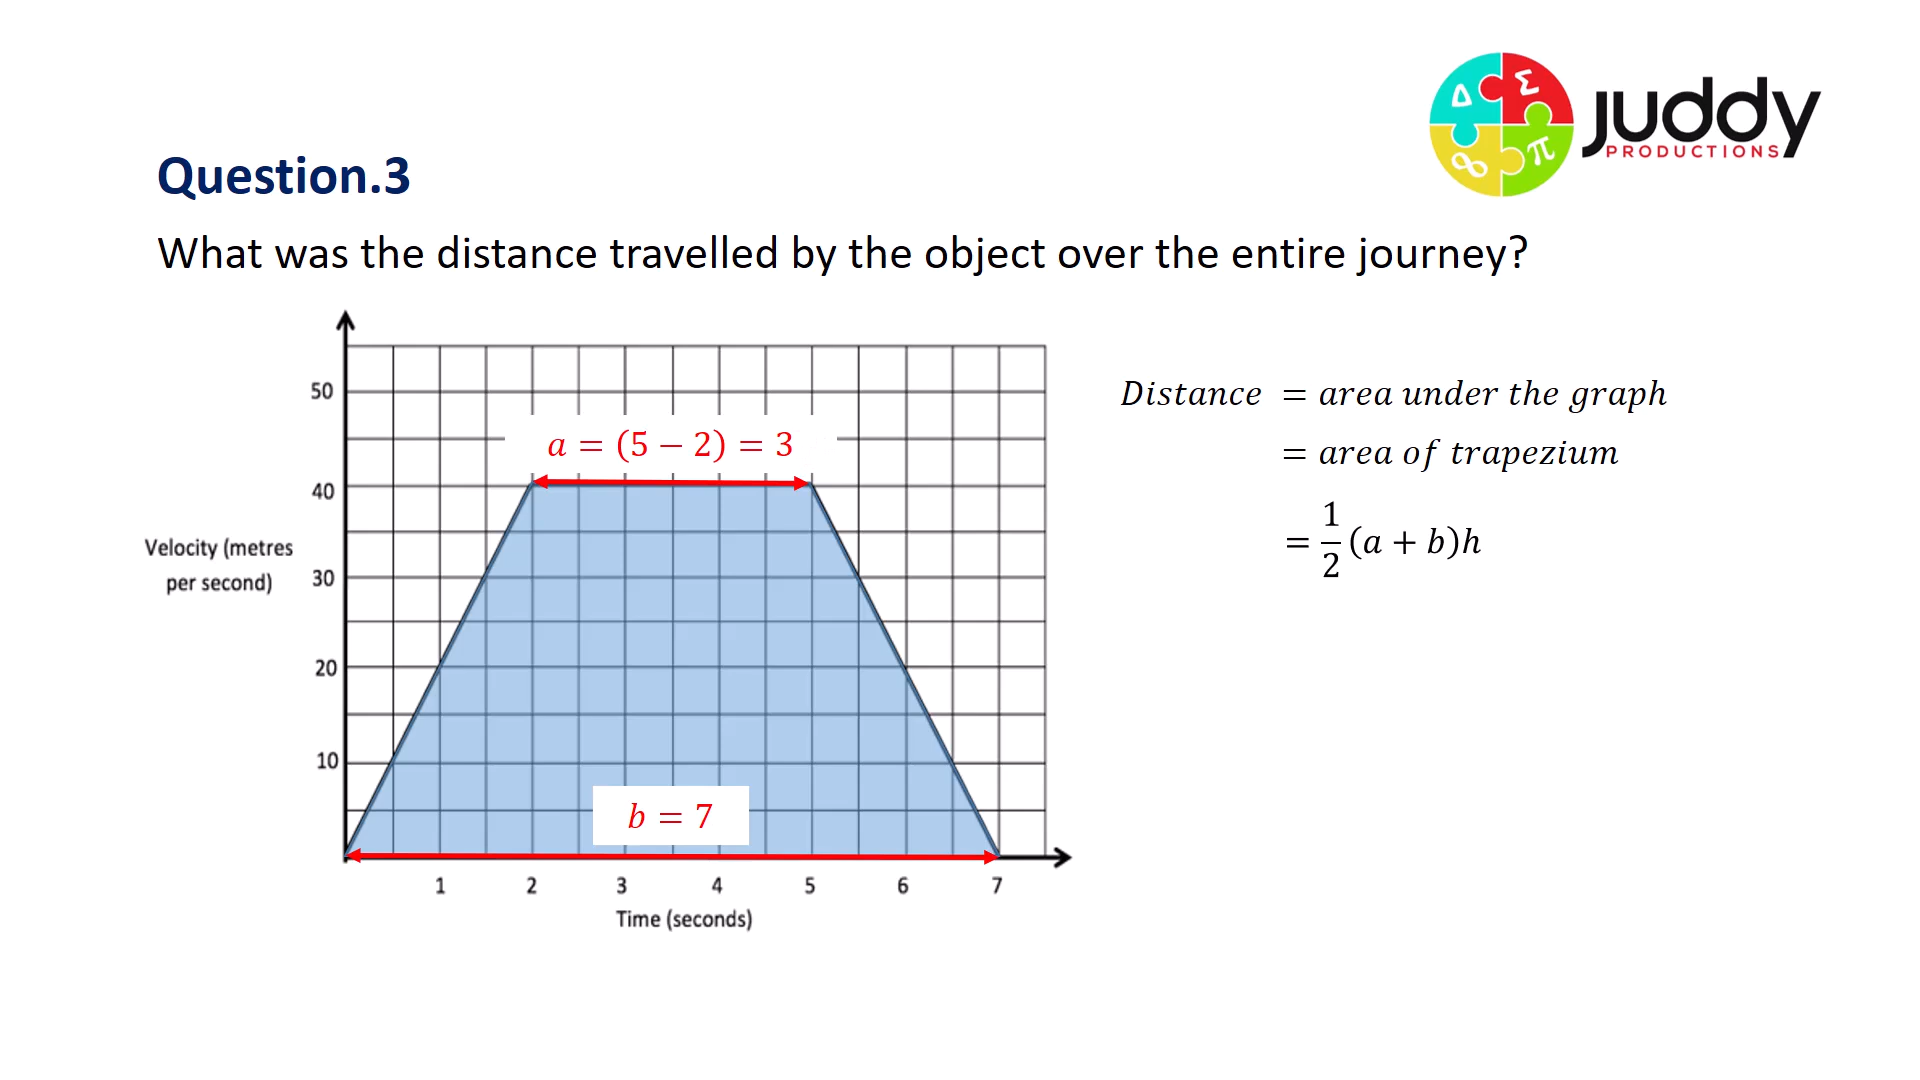 Δ Σ
∞ π
juddy
PRODUCTIONS
Question.3
What was the distance travelled by the object over the entire journey?
50
40
30
20
10
Velocity (metres
per second)
a = (5 − 2) = 3
b = 7
1 2 3 4 5 6 7
Time (seconds)
Distance = area under the graph
= area of trapezium
= 1/2 (a + b)h